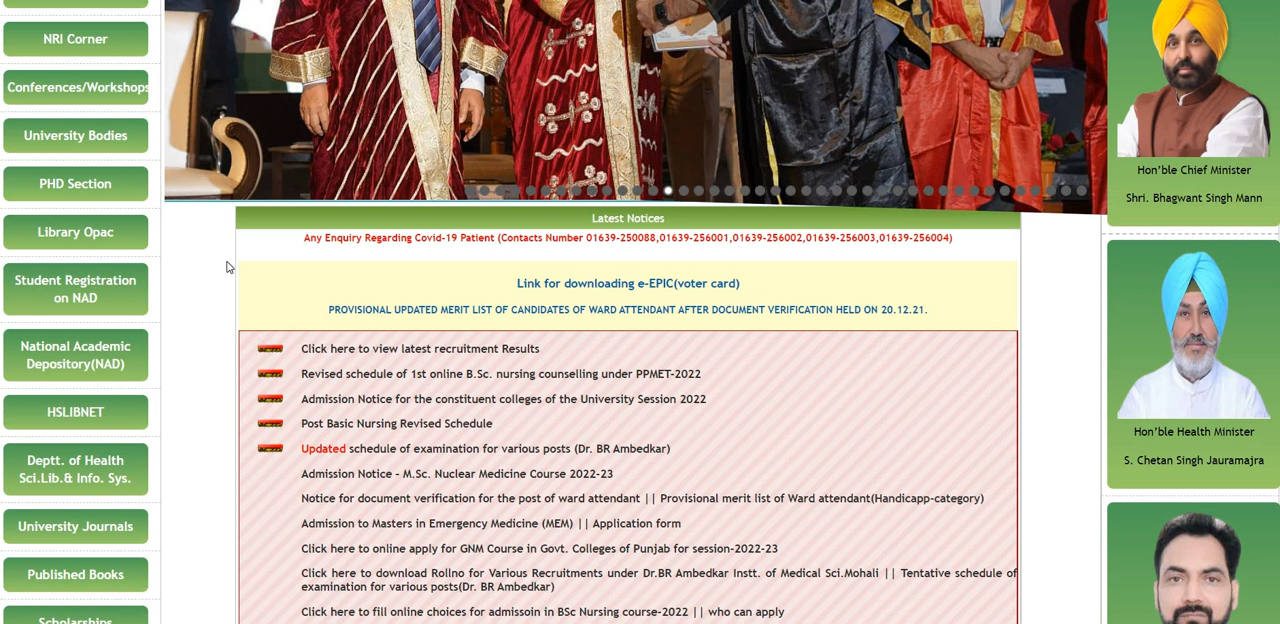 NRI Corner
Conferences/Workshops
University Bodies
PHD Section
Library Opac
Student Registration
on NAD
National Academic
Depository(NAD)
HSLIBNET
Deptt. of Health
Sci.Lib.& Info. Sys.
University Journals
Published Books
Scholarships
Latest Notices
Any Enquiry Regarding Covid-19 Patient (Contacts Number 01639-250088,01639-256001,01639-256002,01639-256003,01639-256004)
Link for downloading e-EPIC(voter card)
PROVISIONAL UPDATED MERIT LIST OF CANDIDATES OF WARD ATTENDANT AFTER DOCUMENT VERIFICATION HELD ON 20.12.21.
Click here to view latest recruitment Results
Revised schedule of 1st online B.Sc. nursing counselling under PPMET-2022
Admission Notice for the constituent colleges of the University Session 2022
Post Basic Nursing Revised Schedule
Updated schedule of examination for various posts (Dr. BR Ambedkar)
Admission Notice - M.Sc. Nuclear Medicine Course 2022-23
Notice for document verification for the post of ward attendant || Provisional merit list of Ward attendant(Handicapp-category)
Admission to Masters in Emergency Medicine (MEM) || Application form
Click here to online apply for GNM Course in Govt. Colleges of Punjab for session-2022-23
Click here to download Rollno for Various Recruitments under Dr.BR Ambedkar Instt. of Medical Sci.Mohali || Tentative schedule of
examination for various posts(Dr. BR Ambedkar)
Click here to fill online choices for admissoin in BSc Nursing course-2022 || who can apply
Hon'ble Chief Minister
Shri. Bhagwant Singh Mann
Hon'ble Health Minister
S. Chetan Singh Jauramajra